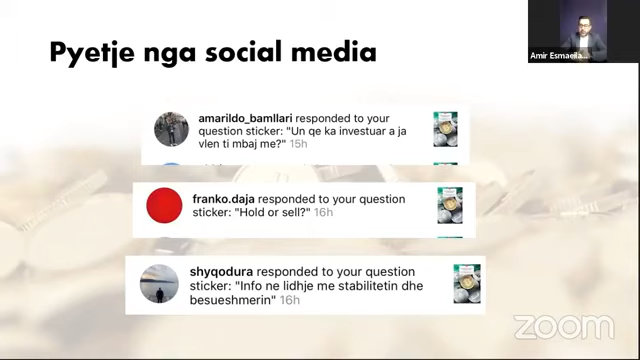 Pyetje nga social media
Amir Esmaeila...
amarildo_bamllari responded to your
question sticker: "Un qe ka investuar a ja
vlen ti mbaj me?" 15h
franko.daja responded to your question
sticker: "Hold or sell?" 16h
shyqodura responded to your question
sticker: "Info ne lidhje me stabilitetin dhe
besueshmerin" 16h
zoom